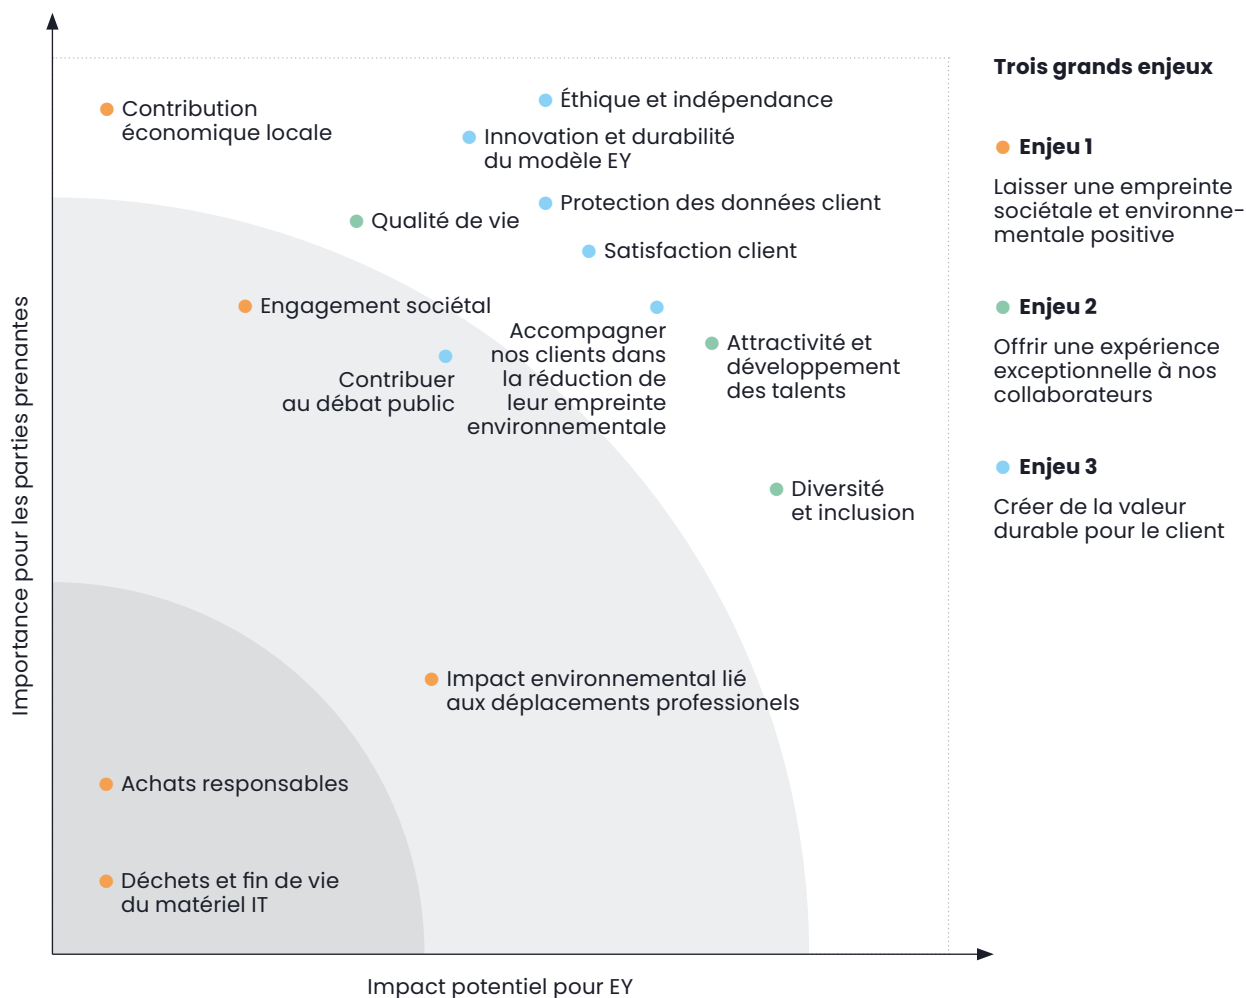 Trois grands enjeux
Contribution
économique locale
Éthique et indépendance
Innovation et durabilité
du modèle EY
Protection des données client
Qualité de vie
Satisfaction client
Engagement sociétal
Accompagner
nos clients dans
la réduction de
leur empreinte
environnementale
Attractivité et
développement
des talents
Contribuer
au débat public
Diversité
et inclusion
Impact environnemental lié
aux déplacements professionels
Achats responsables
Déchets et fin de vie
du matériel IT
Importance pour les parties prenantes
Impact potentiel pour EY
Enjeu 1
Laisser une empreinte
sociétale et environne-
mentale positive
Enjeu 2
Offrir une expérience
exceptionnelle à nos
collaborateurs
Enjeu 3
Créer de la valeur
durable pour le client